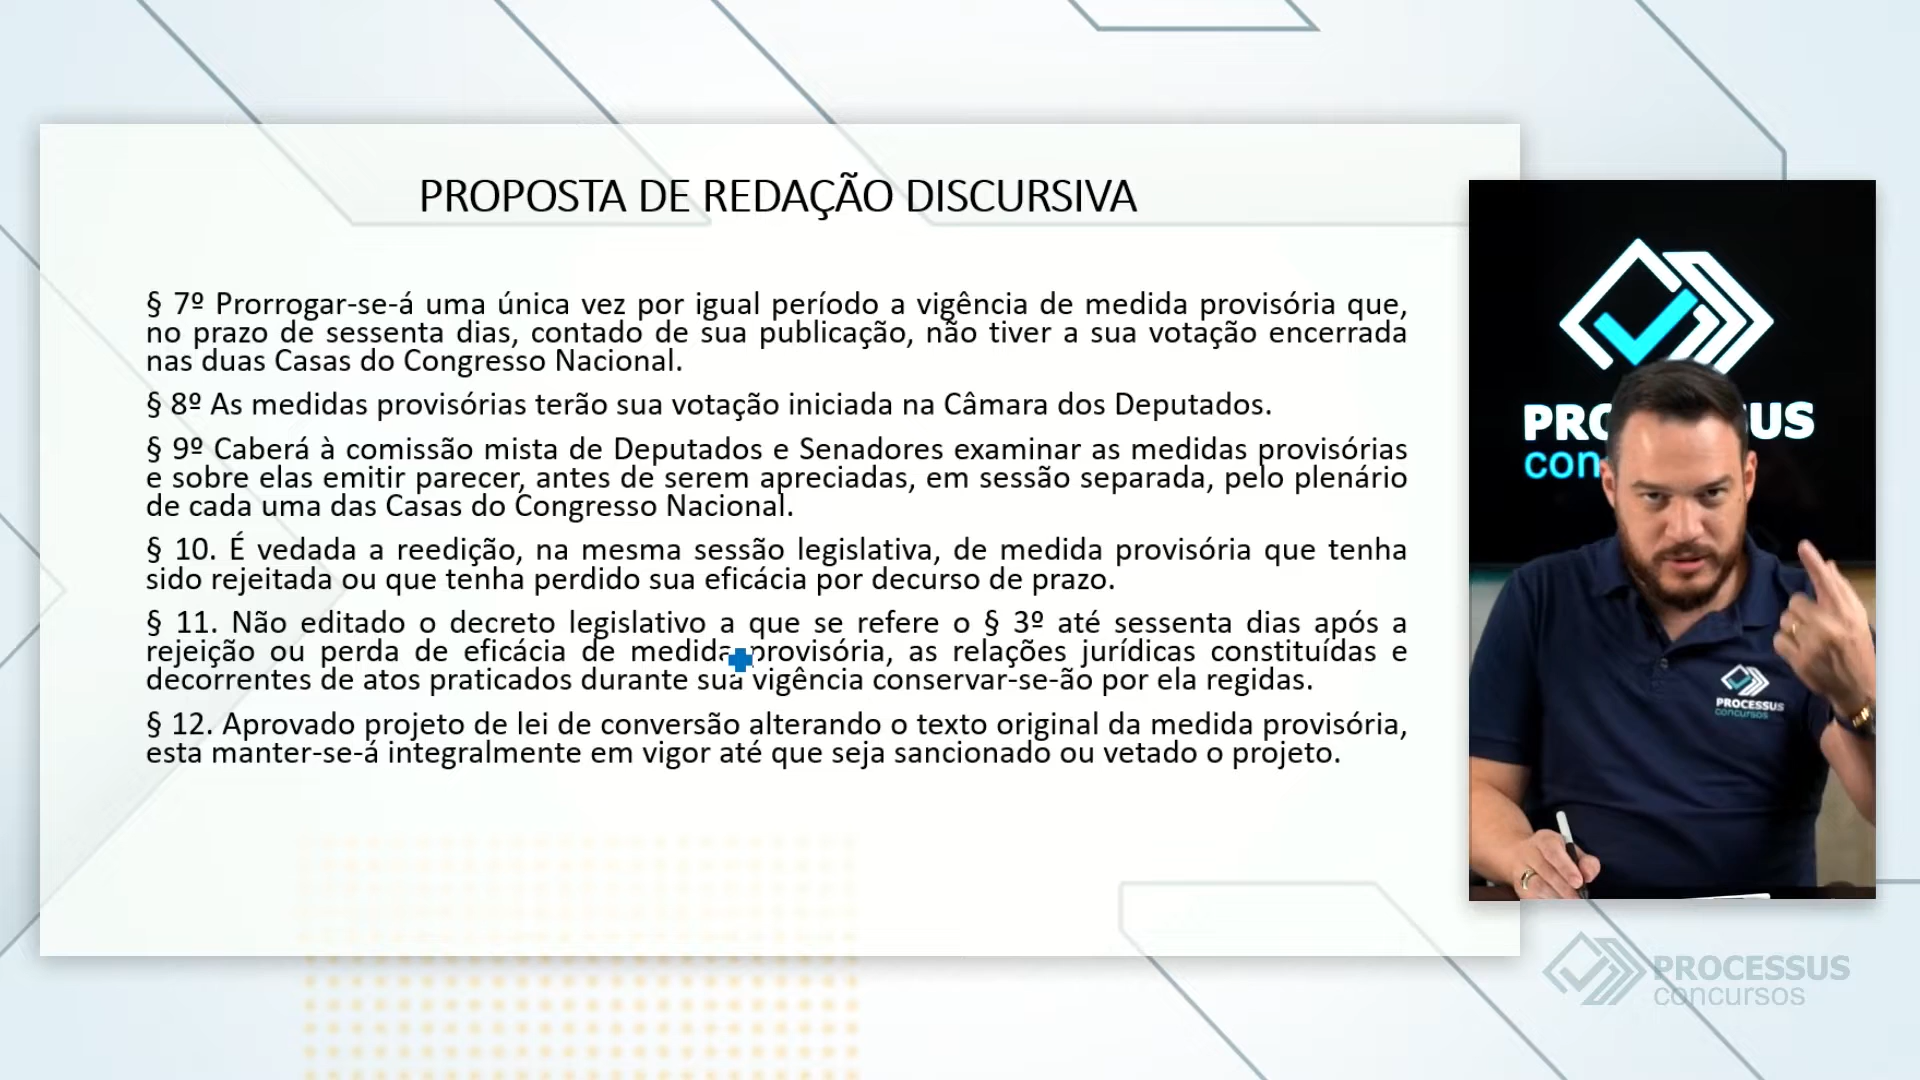 PROPOSTA DE REDAÇÃO DISCURSIVA
§ 7º Prorrogar-se-á uma única vez por igual período a vigência de medida provisória que,
no prazo de sessenta dias, contado de sua publicação, não tiver a sua votação encerrada
nas duas Casas do Congresso Nacional.
§ 8º As medidas provisórias terão sua votação iniciada na Câmara dos Deputados.
§ 9º Caberá à comissão mista de Deputados e Senadores examinar as medidas provisórias
e sobre elas emitir parecer, antes de serem apreciadas, em sessão separada, pelo plenário
de cada uma das Casas do Congresso Nacional.
§ 10. É vedada a reedição, na mesma sessão legislativa, de medida provisória que tenha
sido rejeitada ou que tenha perdido sua eficácia por decurso de prazo.
§ 11. Não editado o decreto legislativo a que se refere o § 3º até sessenta dias após a
rejeição ou perda de eficácia de medida provisória, as relações jurídicas constituídas e
decorrentes de atos praticados durante sua vigência conservar-se-ão por ela regidas.
§ 12. Aprovado projeto de lei de conversão alterando o texto original da medida provisória,
esta manter-se-á integralmente em vigor até que seja sancionado ou vetado o projeto.
PRO US
con
PROCESSUS
concursos
PROCESSUS
concursos